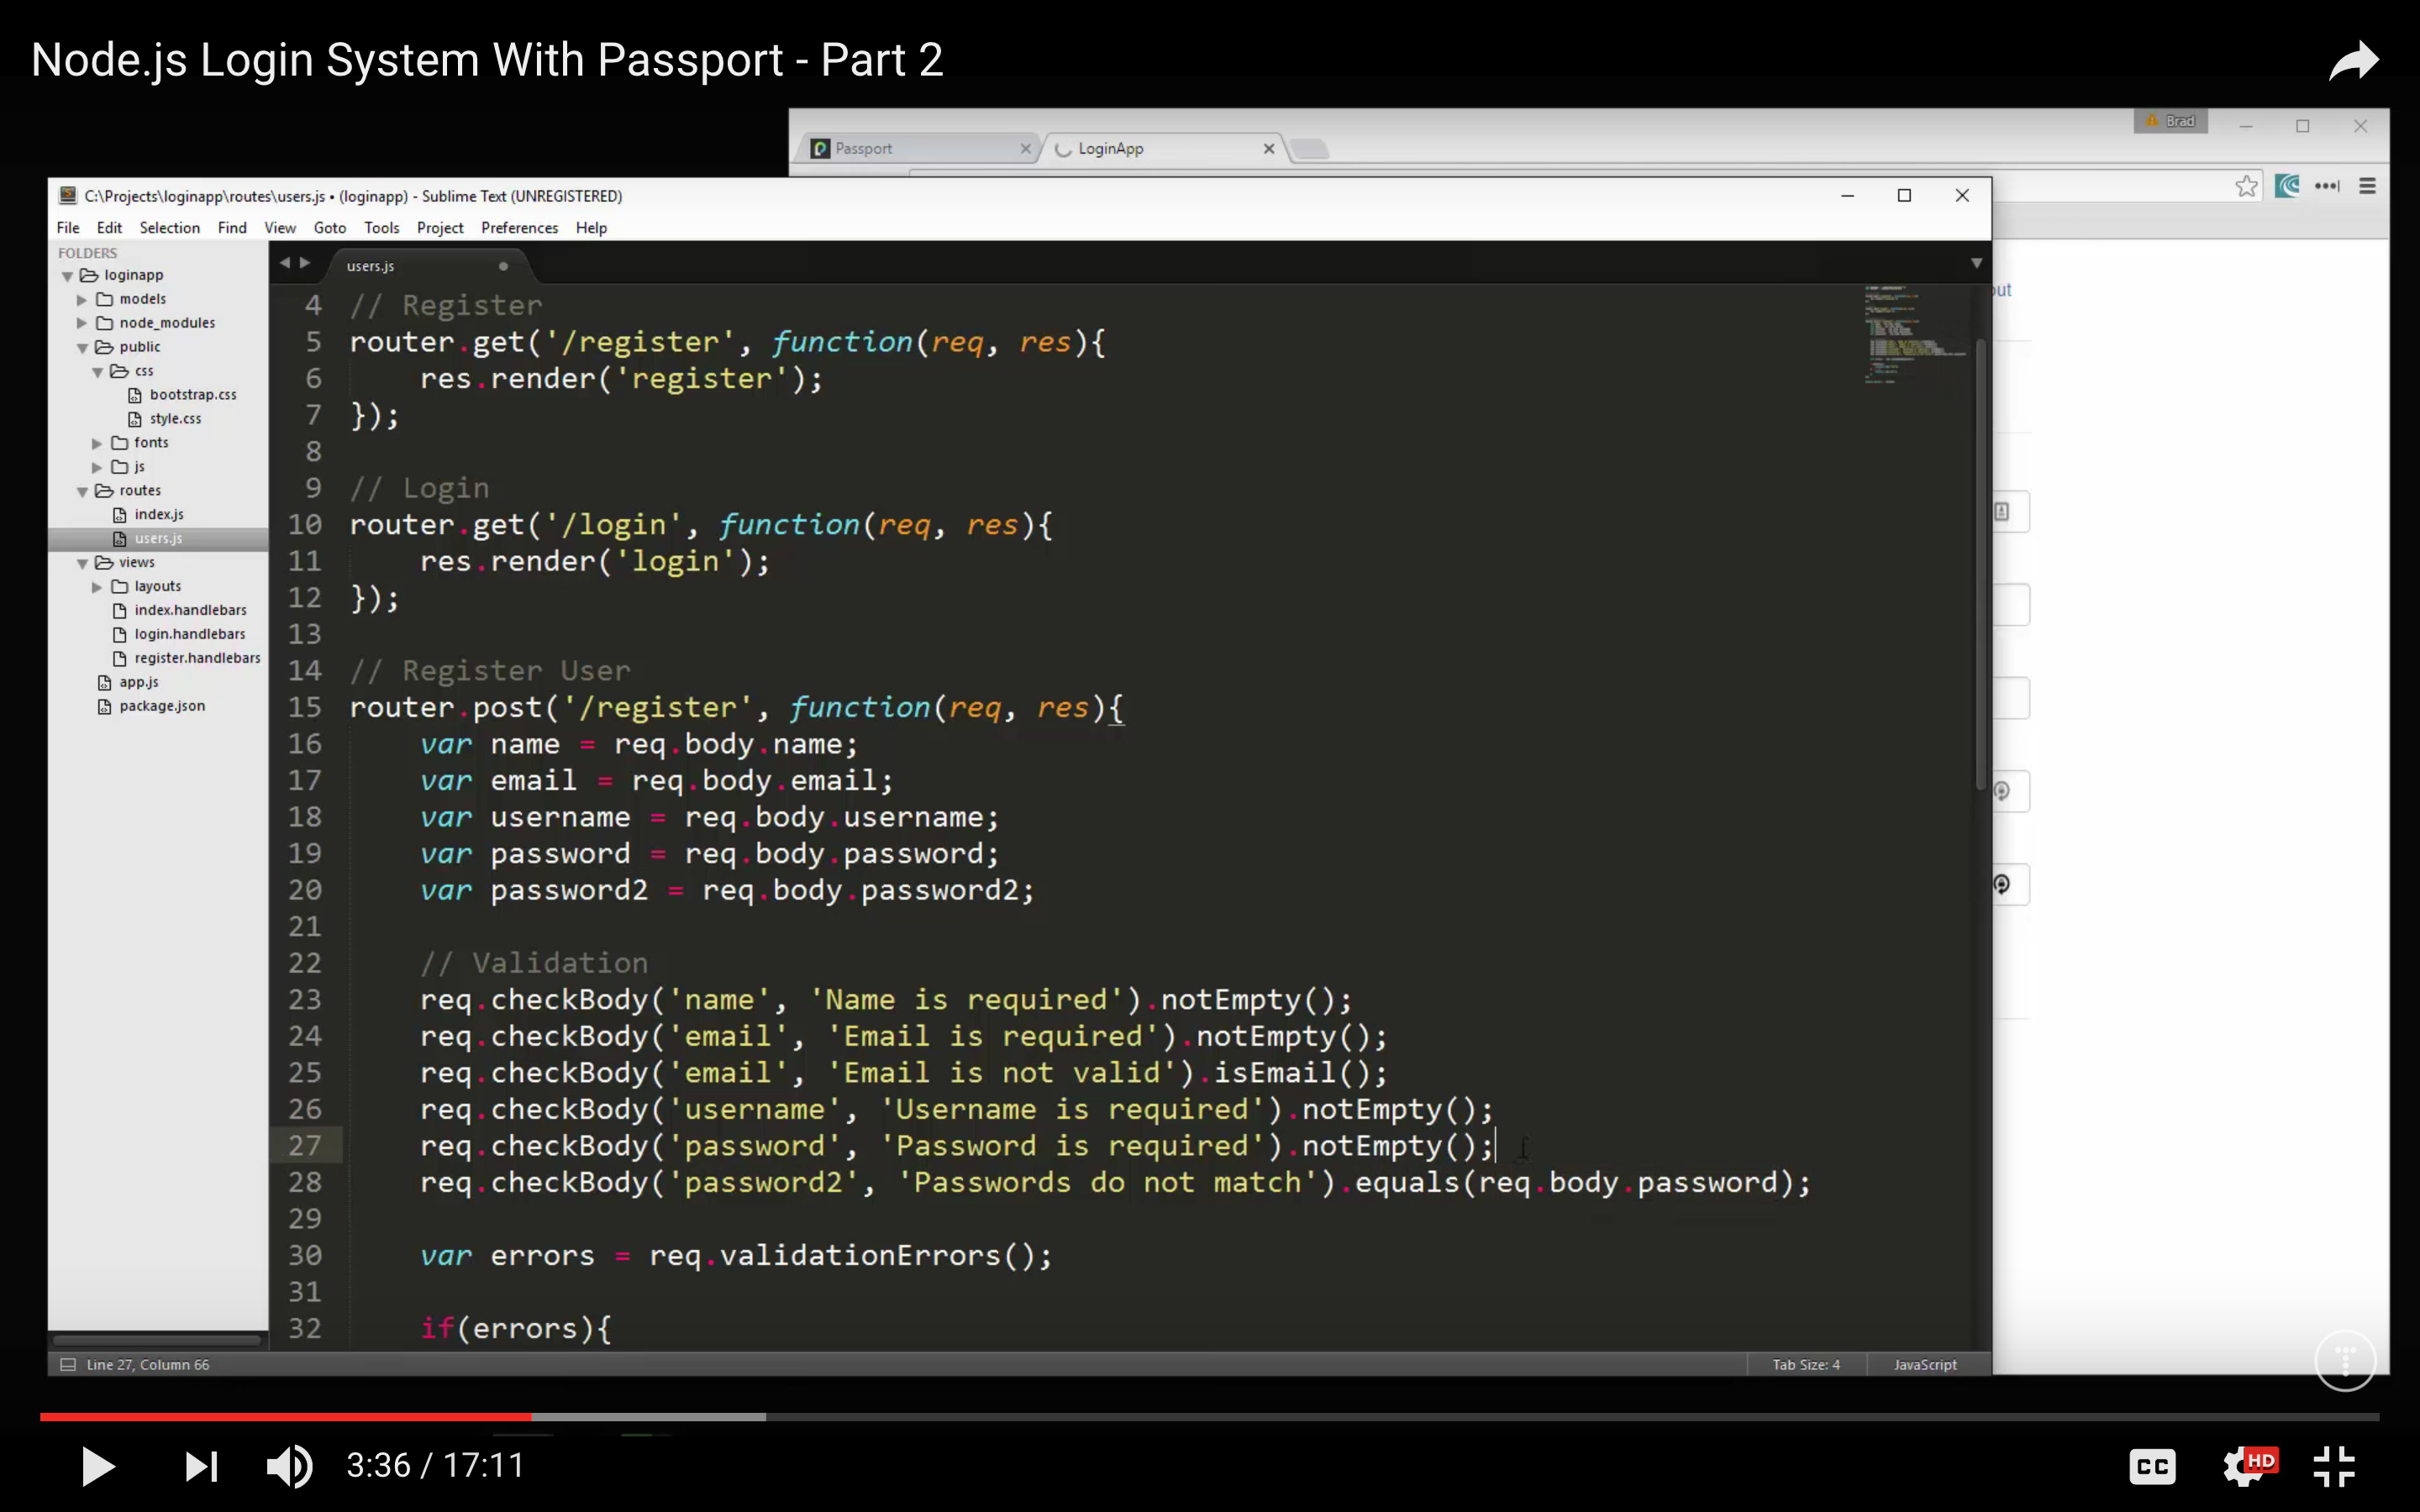 Node.js Login System With Passport - Part 2
Brad
Passport
LoginApp
C:\Projects\loginapp\routes\users.js • (loginapp) - Sublime Text (UNREGISTERED)
File Edit Selection Find View Goto Tools Project Preferences Help
out
FOLDERS
loginapp
models
node_modules
public
css
bootstrap.css
style.css
fonts
js
routes
index.js
users.js
views
layouts
index.handlebars
login.handlebars
register.handlebars
app.js
package.json
users.js
4 // Register
5 router.get('/register', function(req, res){
6 res.render('register');
7 });
8
9 // Login
10 router.get('/login', function(req, res){
11 res.render('login');
12 });
13
14 // Register User
15 router.post('/register', function(req, res){
16 var name = req.body.name;
17 var email = req.body.email;
18 var username = req.body.username;
19 var password = req.body.password;
20 var password2 = req.body.password2;
21
22 // Validation
23 req.checkBody('name', 'Name is required').notEmpty();
24 req.checkBody('email', 'Email is required').notEmpty();
25 req.checkBody('email', 'Email is not valid').isEmail();
26 req.checkBody('username', 'Username is required').notEmpty();
27 req.checkBody('password', 'Password is required').notEmpty();
28 req.checkBody('password2', 'Passwords do not match').equals(req.body.password);
29
30 var errors = req.validationErrors();
31
32 if(errors){
Line 27, Column 66
Tab Size: 4
JavaScript
3:36 / 17:11
CC
HD